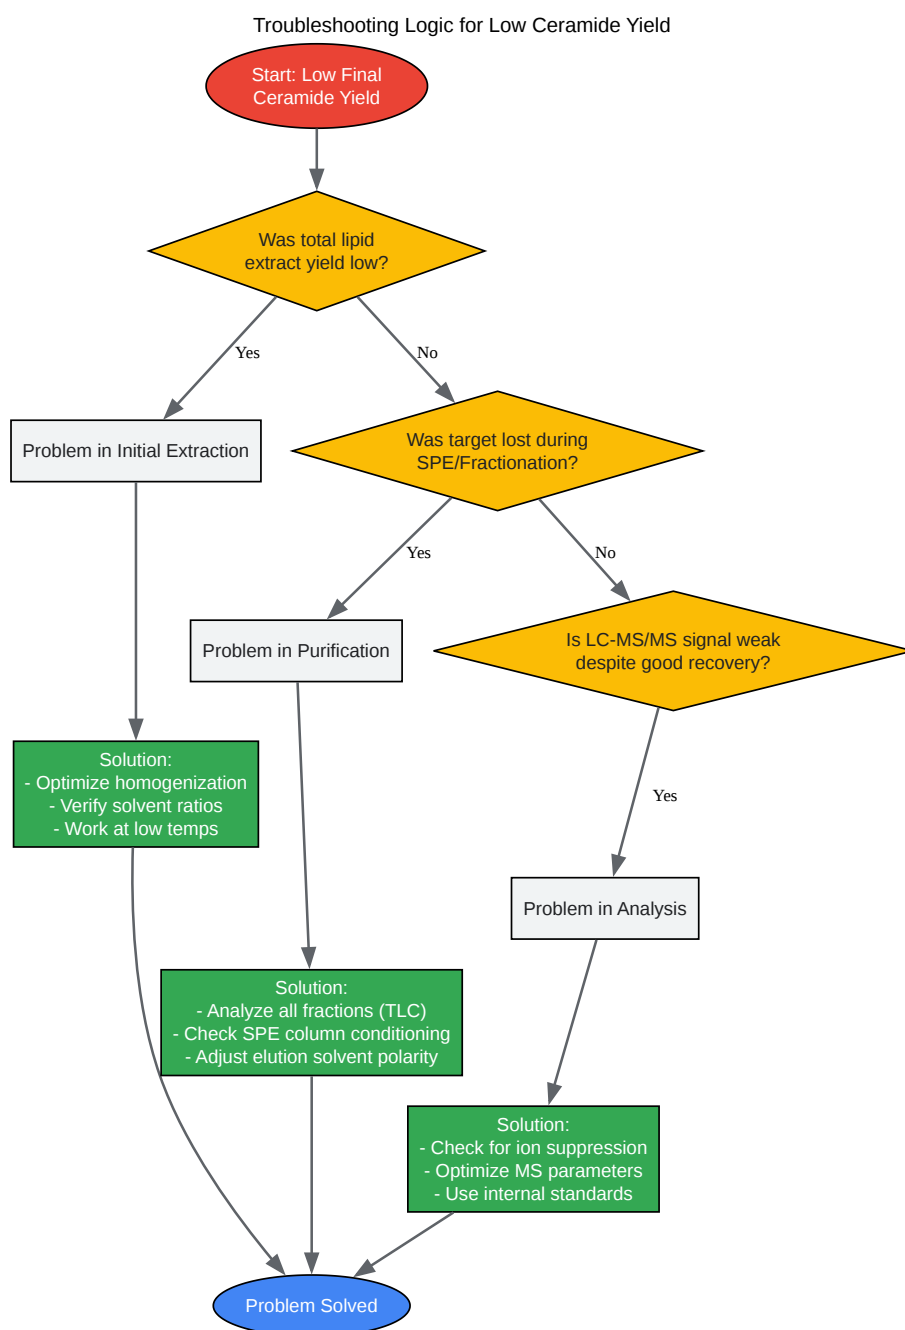 Troubleshooting Logic for Low Ceramide Yield
Start: Low Final
Ceramide Yield
Was total lipid
extract yield low?
Yes
No
Problem in Initial Extraction
Was target lost during
SPE/Fractionation?
Yes
No
Problem in Purification
Is LC-MS/MS signal weak
despite good recovery?
Solution:
- Optimize homogenization
- Verify solvent ratios
- Work at low temps
Yes
Problem in Analysis
Solution:
- Analyze all fractions (TLC)
- Check SPE column conditioning
- Adjust elution solvent polarity
Solution:
- Check for ion suppression
- Optimize MS parameters
- Use internal standards
Problem Solved